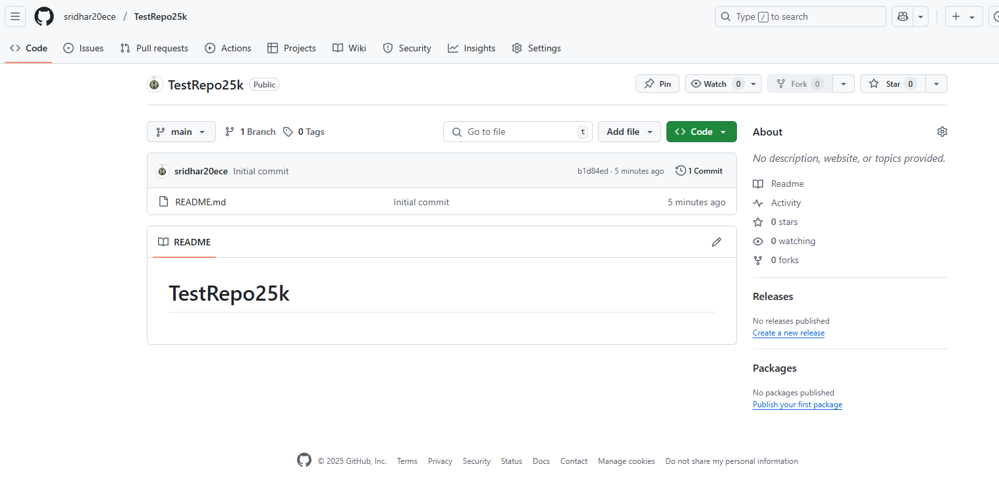 sridhar20ece / TestRepo25k Type / to search
Code Issues Pull requests Actions Projects Wiki Security Insights Settings
TestRepo25k Public Pin Watch 0 Fork 0 Star 0
main 1 Branch 0 Tags Go to file t Add file Code
sridhar20ece Initial commit b1d84ed · 5 minutes ago 1 Commit
README.md Initial commit 5 minutes ago
README
TestRepo25k
About
No description, website, or topics provided.
Readme
Activity
0 stars
0 watching
0 forks
Releases
No releases published
Create a new release
Packages
No packages published
Publish your first package
© 2025 GitHub, Inc. Terms Privacy Security Status Docs Contact Manage cookies Do not share my personal information